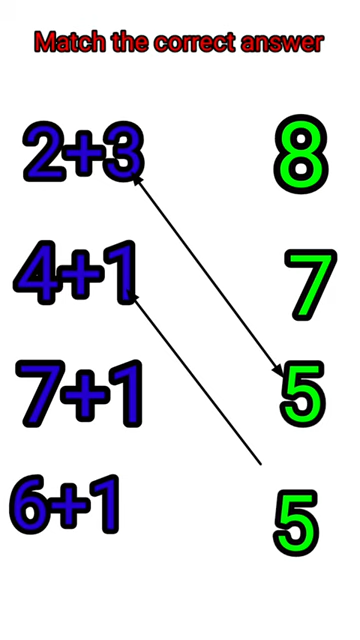 Match the correct answer
2+3 8
4+1 7
7+1 5
6+1 5